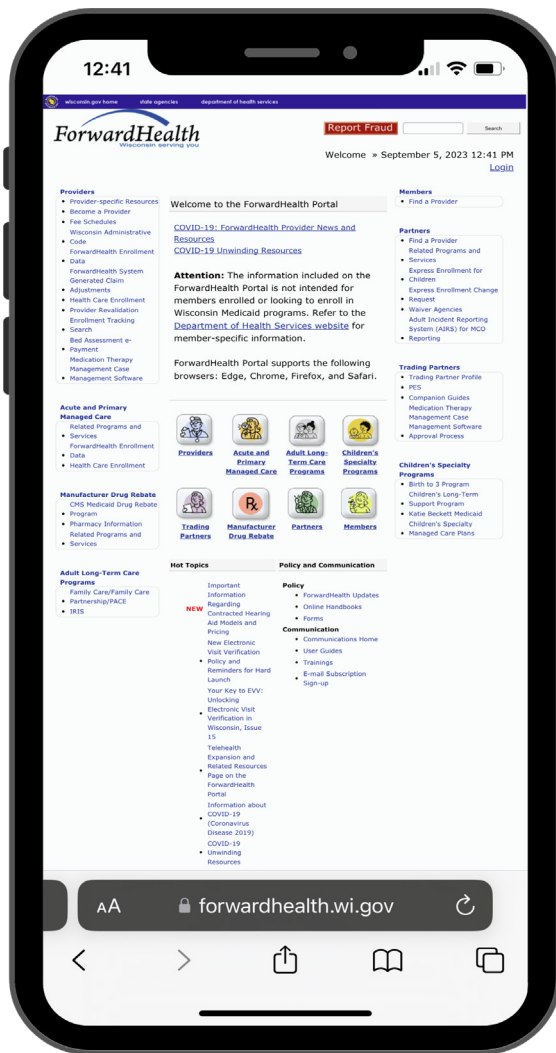 12:41
wisconsin.gov home state agencies department of health services
ForwardHealth
Wisconsin serving you
Report Fraud
Search
Welcome » September 5, 2023 12:41 PM
Login
Providers
• Provider-specific Resources
• Become a Provider
• Fee Schedules
Wisconsin Administrative
• Code
ForwardHealth Enrollment
• Data
ForwardHealth System
Generated Claim
• Adjustments
• Health Care Enrollment
• Provider Revalidation
Enrollment Tracking
• Search
Bed Assessment e-
• Payment
Medication Therapy
Management Case
• Management Software
Acute and Primary
Managed Care
Related Programs and
• Services
ForwardHealth Enrollment
• Data
• Health Care Enrollment
Manufacturer Drug Rebate
CMS Medicaid Drug Rebate
• Program
• Pharmacy Information
Related Programs and
• Services
Adult Long-Term Care
Programs
Family Care/Family Care
• Partnership/PACE
• IRIS
Welcome to the ForwardHealth Portal
COVID-19: ForwardHealth Provider News and
Resources
COVID-19 Unwinding Resources
Attention: The information included on the
ForwardHealth Portal is not intended for
members enrolled or looking to enroll in
Wisconsin Medicaid programs. Refer to the
Department of Health Services website for
member-specific information.
ForwardHealth Portal supports the following
browsers: Edge, Chrome, Firefox, and Safari.
Providers
Acute and
Primary
Managed Care
Adult Long-
Term Care
Programs
Children's
Specialty
Programs
Trading
Partners
Rx
Manufacturer
Drug Rebate
Partners
Members
Hot Topics
Important
Information
NEW Regarding
Contracted Hearing
Aid Models and
Pricing
New Electronic
Visit Verification
• Policy and
Reminders for Hard
Launch
Your Key to EVV:
Unlocking
• Electronic Visit
Verification in
Wisconsin, Issue
15
Telehealth
Expansion and
• Related Resources
Page on the
ForwardHealth
Portal
Information about
• COVID-19
(Coronavirus
Disease 2019)
COVID-19
• Unwinding
Resources
Policy and Communication
Policy
• ForwardHealth Updates
• Online Handbooks
• Forms
Communication
• Communications Home
• User Guides
• Trainings
• E-mail Subscription
Sign-up
Members
• Find a Provider
Partners
• Find a Provider
Related Programs and
• Services
Express Enrollment for
• Children
Express Enrollment Change
• Request
• Waiver Agencies
Adult Incident Reporting
System (AIRS) for MCO
• Reporting
Trading Partners
• Trading Partner Profile
• PES
• Companion Guides
Medication Therapy
Management Case
Management Software
• Approval Process
Children's Specialty
Programs
• Birth to 3 Program
Children's Long-Term
• Support Program
• Katie Beckett Medicaid
Children's Specialty
• Managed Care Plans
AA forwardhealth.wi.gov